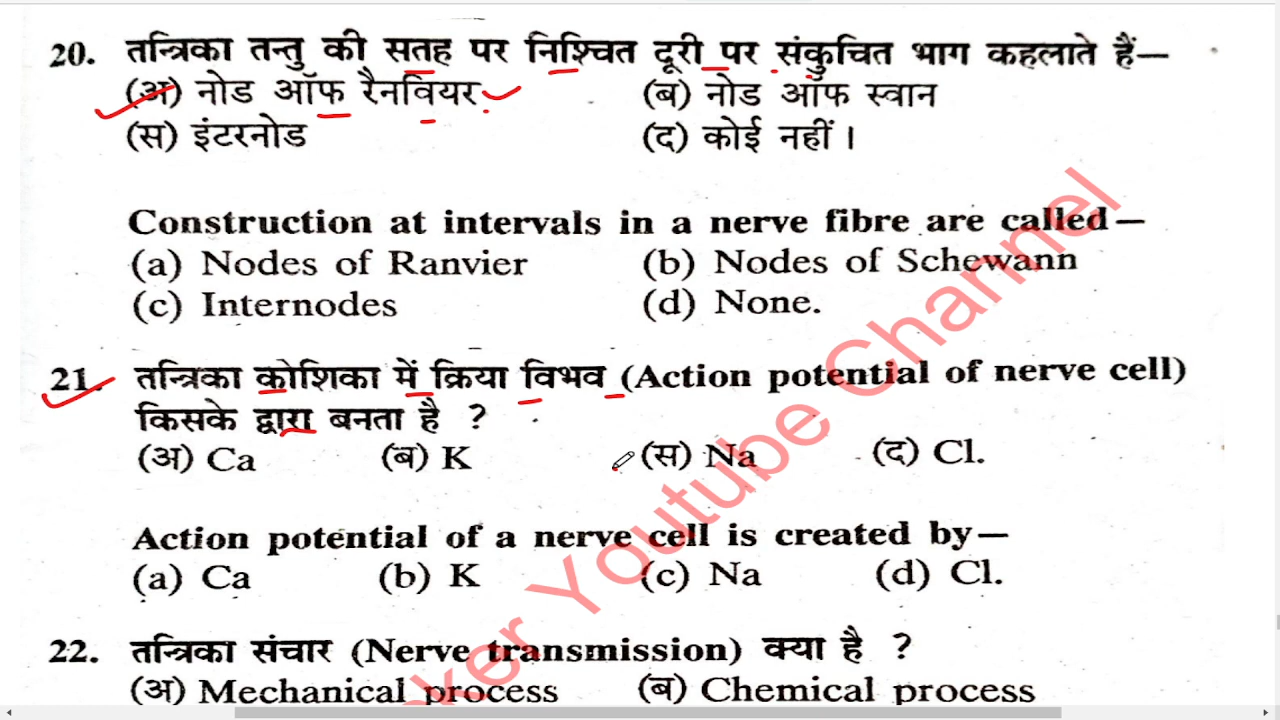 20. तन्त्रिका तन्तु की सतह पर निश्चित दूरी पर संकुचित भाग कहलाते हैं—
(अ) नोड ऑफ रैनवियर (ब) नोड ऑफ स्वान
(स) इंटरनोड (द) कोई नहीं ।
Construction at intervals in a nerve fibre are called—
(a) Nodes of Ranvier (b) Nodes of Schewann
(c) Internodes (d) None.
21. तन्त्रिका कोशिका में क्रिया विभव (Action potential of nerve cell)
किसके द्वारा बनता है ?
(अ) Ca (ब) K (स) Na (द) Cl.
Action potential of a nerve cell is created by—
(a) Ca (b) K (c) Na (d) Cl.
22. तन्त्रिका संचार (Nerve transmission) क्या है ?
(अ) Mechanical process (ब) Chemical process
ker Youtube Channel